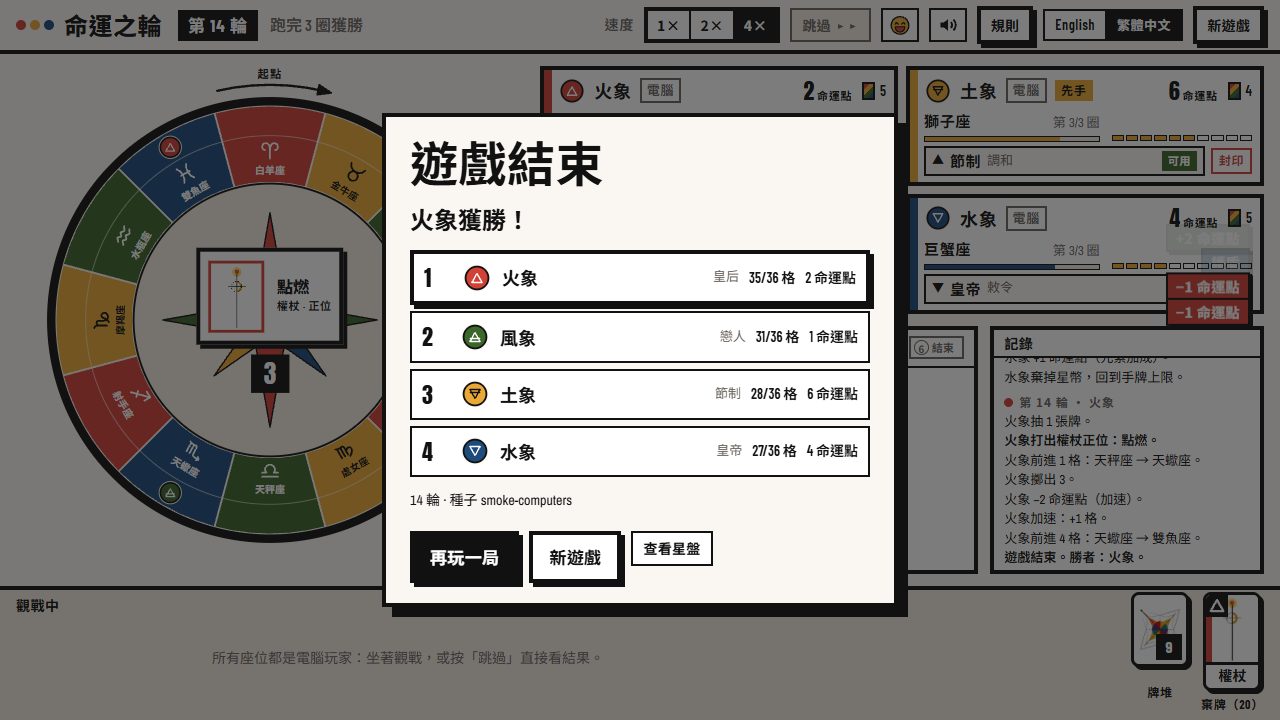 命運之輪 第 14 輪 跑完 3 圈獲勝 速度 1× 2× 4× 跳過 規則 English 繁體中文 新遊戲
起點
白羊座
金牛座
雙魚座
水瓶座
摩羯座
射手座
天蠍座
天秤座
處女座
點燃
權杖 · 正位
3
火象 電腦 2 命運點 5
土象 電腦 先手 6 命運點 4
獅子座 第 3/3 圈
節制 調和 可用 封印
水象 電腦 4 命運點 5
+2 命運點
巨蟹座 第 3/3 圈
皇帝 敕令
−1 命運點
−1 命運點
遊戲結束
火象獲勝！
1 火象 皇后 35/36 格 2 命運點
2 風象 戀人 31/36 格 1 命運點
3 土象 節制 28/36 格 6 命運點
4 水象 皇帝 27/36 格 4 命運點
14 輪 · 種子 smoke-computers
再玩一局 新遊戲 查看星盤
6 結束
記錄
水象 +1 命運點（元素加成）。
水象棄掉星幣，回到手牌上限。
第 14 輪 · 火象
火象抽 1 張牌。
火象打出權杖正位：點燃。
火象前進 1 格：天秤座 → 天蠍座。
火象擲出 3。
火象 −2 命運點（加速）。
火象加速：+1 格。
火象前進 4 格：天蠍座 → 雙魚座。
遊戲結束。勝者：火象。
觀戰中
所有座位都是電腦玩家：坐著觀戰，或按「跳過」直接看結果。
9
牌堆
權杖
棄牌（20）